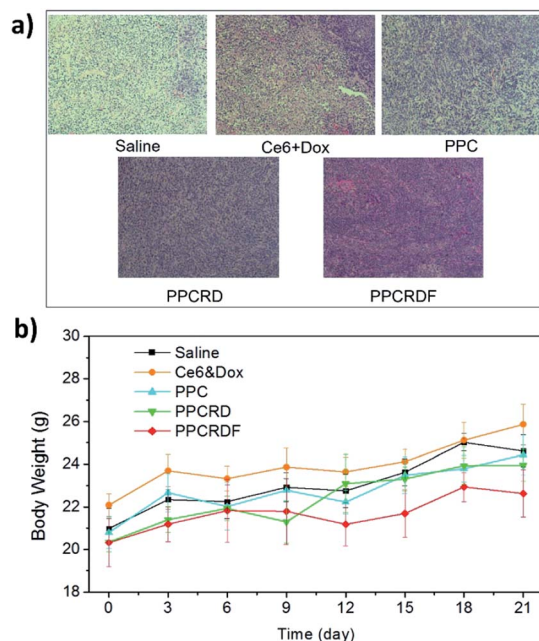 a)
Saline
Ce6+Dox
PPC
PPCRD
PPCRDF
b)
30
28
26
24
22
20
18
Body Weight (g)
Saline
Ce6&Dox
PPC
PPCRD
PPCRDF
0 3 6 9 12 15 18 21
Time (day)